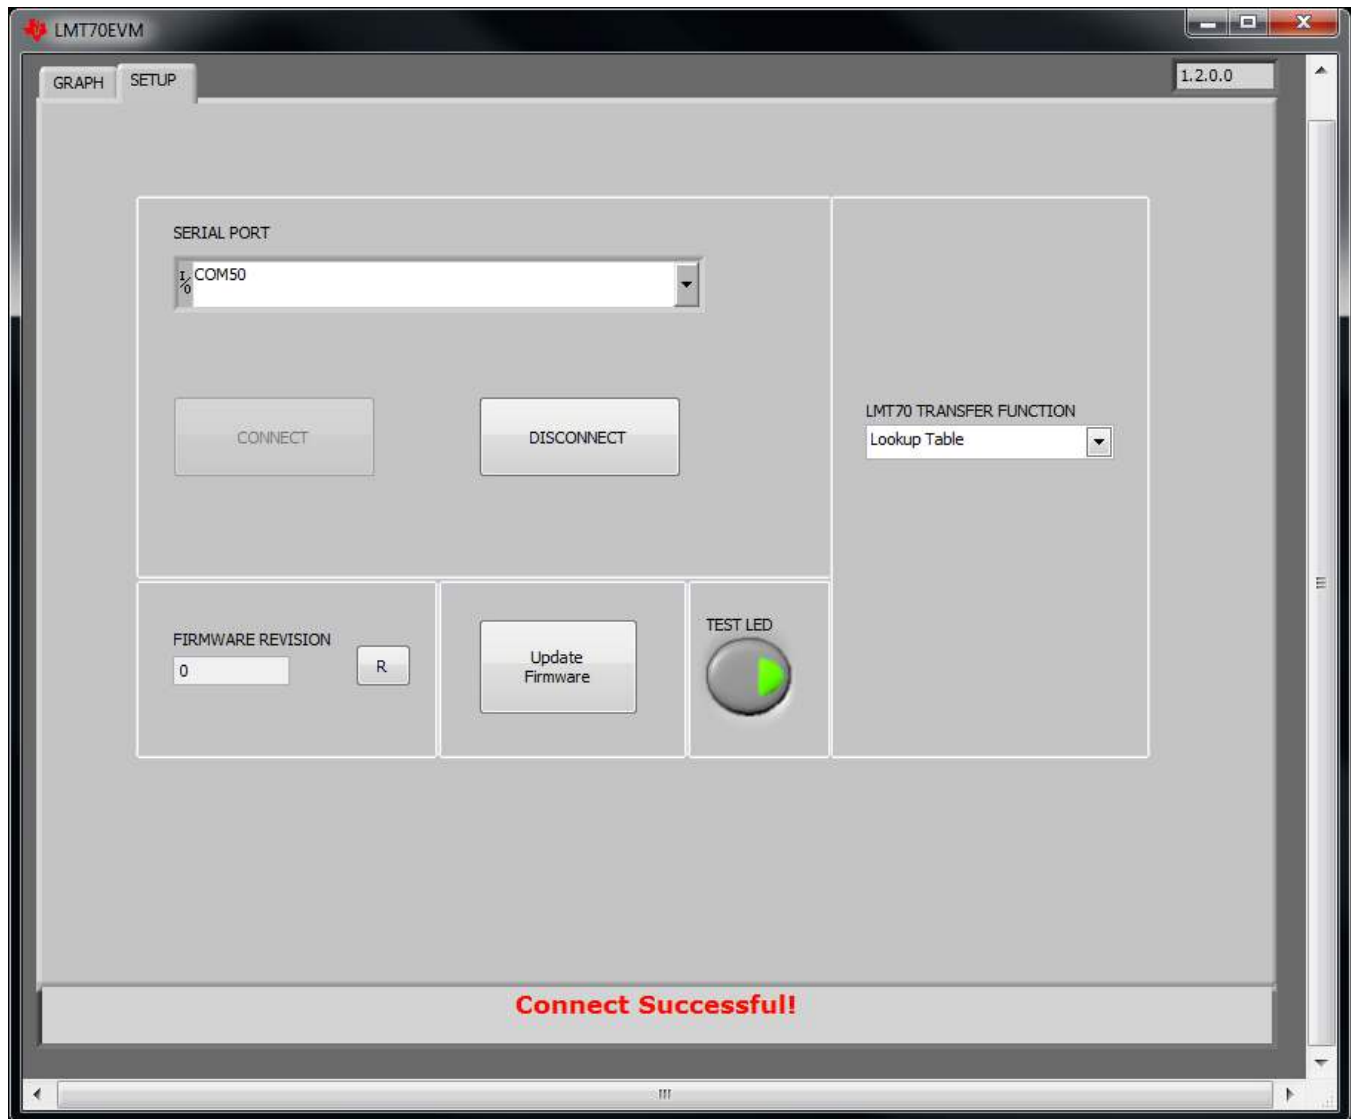 LMT70EVM
GRAPH
SETUP
1.2.0.0
SERIAL PORT
I/O
COM50
CONNECT
DISCONNECT
LMT70 TRANSFER FUNCTION
Lookup Table
FIRMWARE REVISION
0
R
Update
Firmware
TEST LED
Connect Successful!